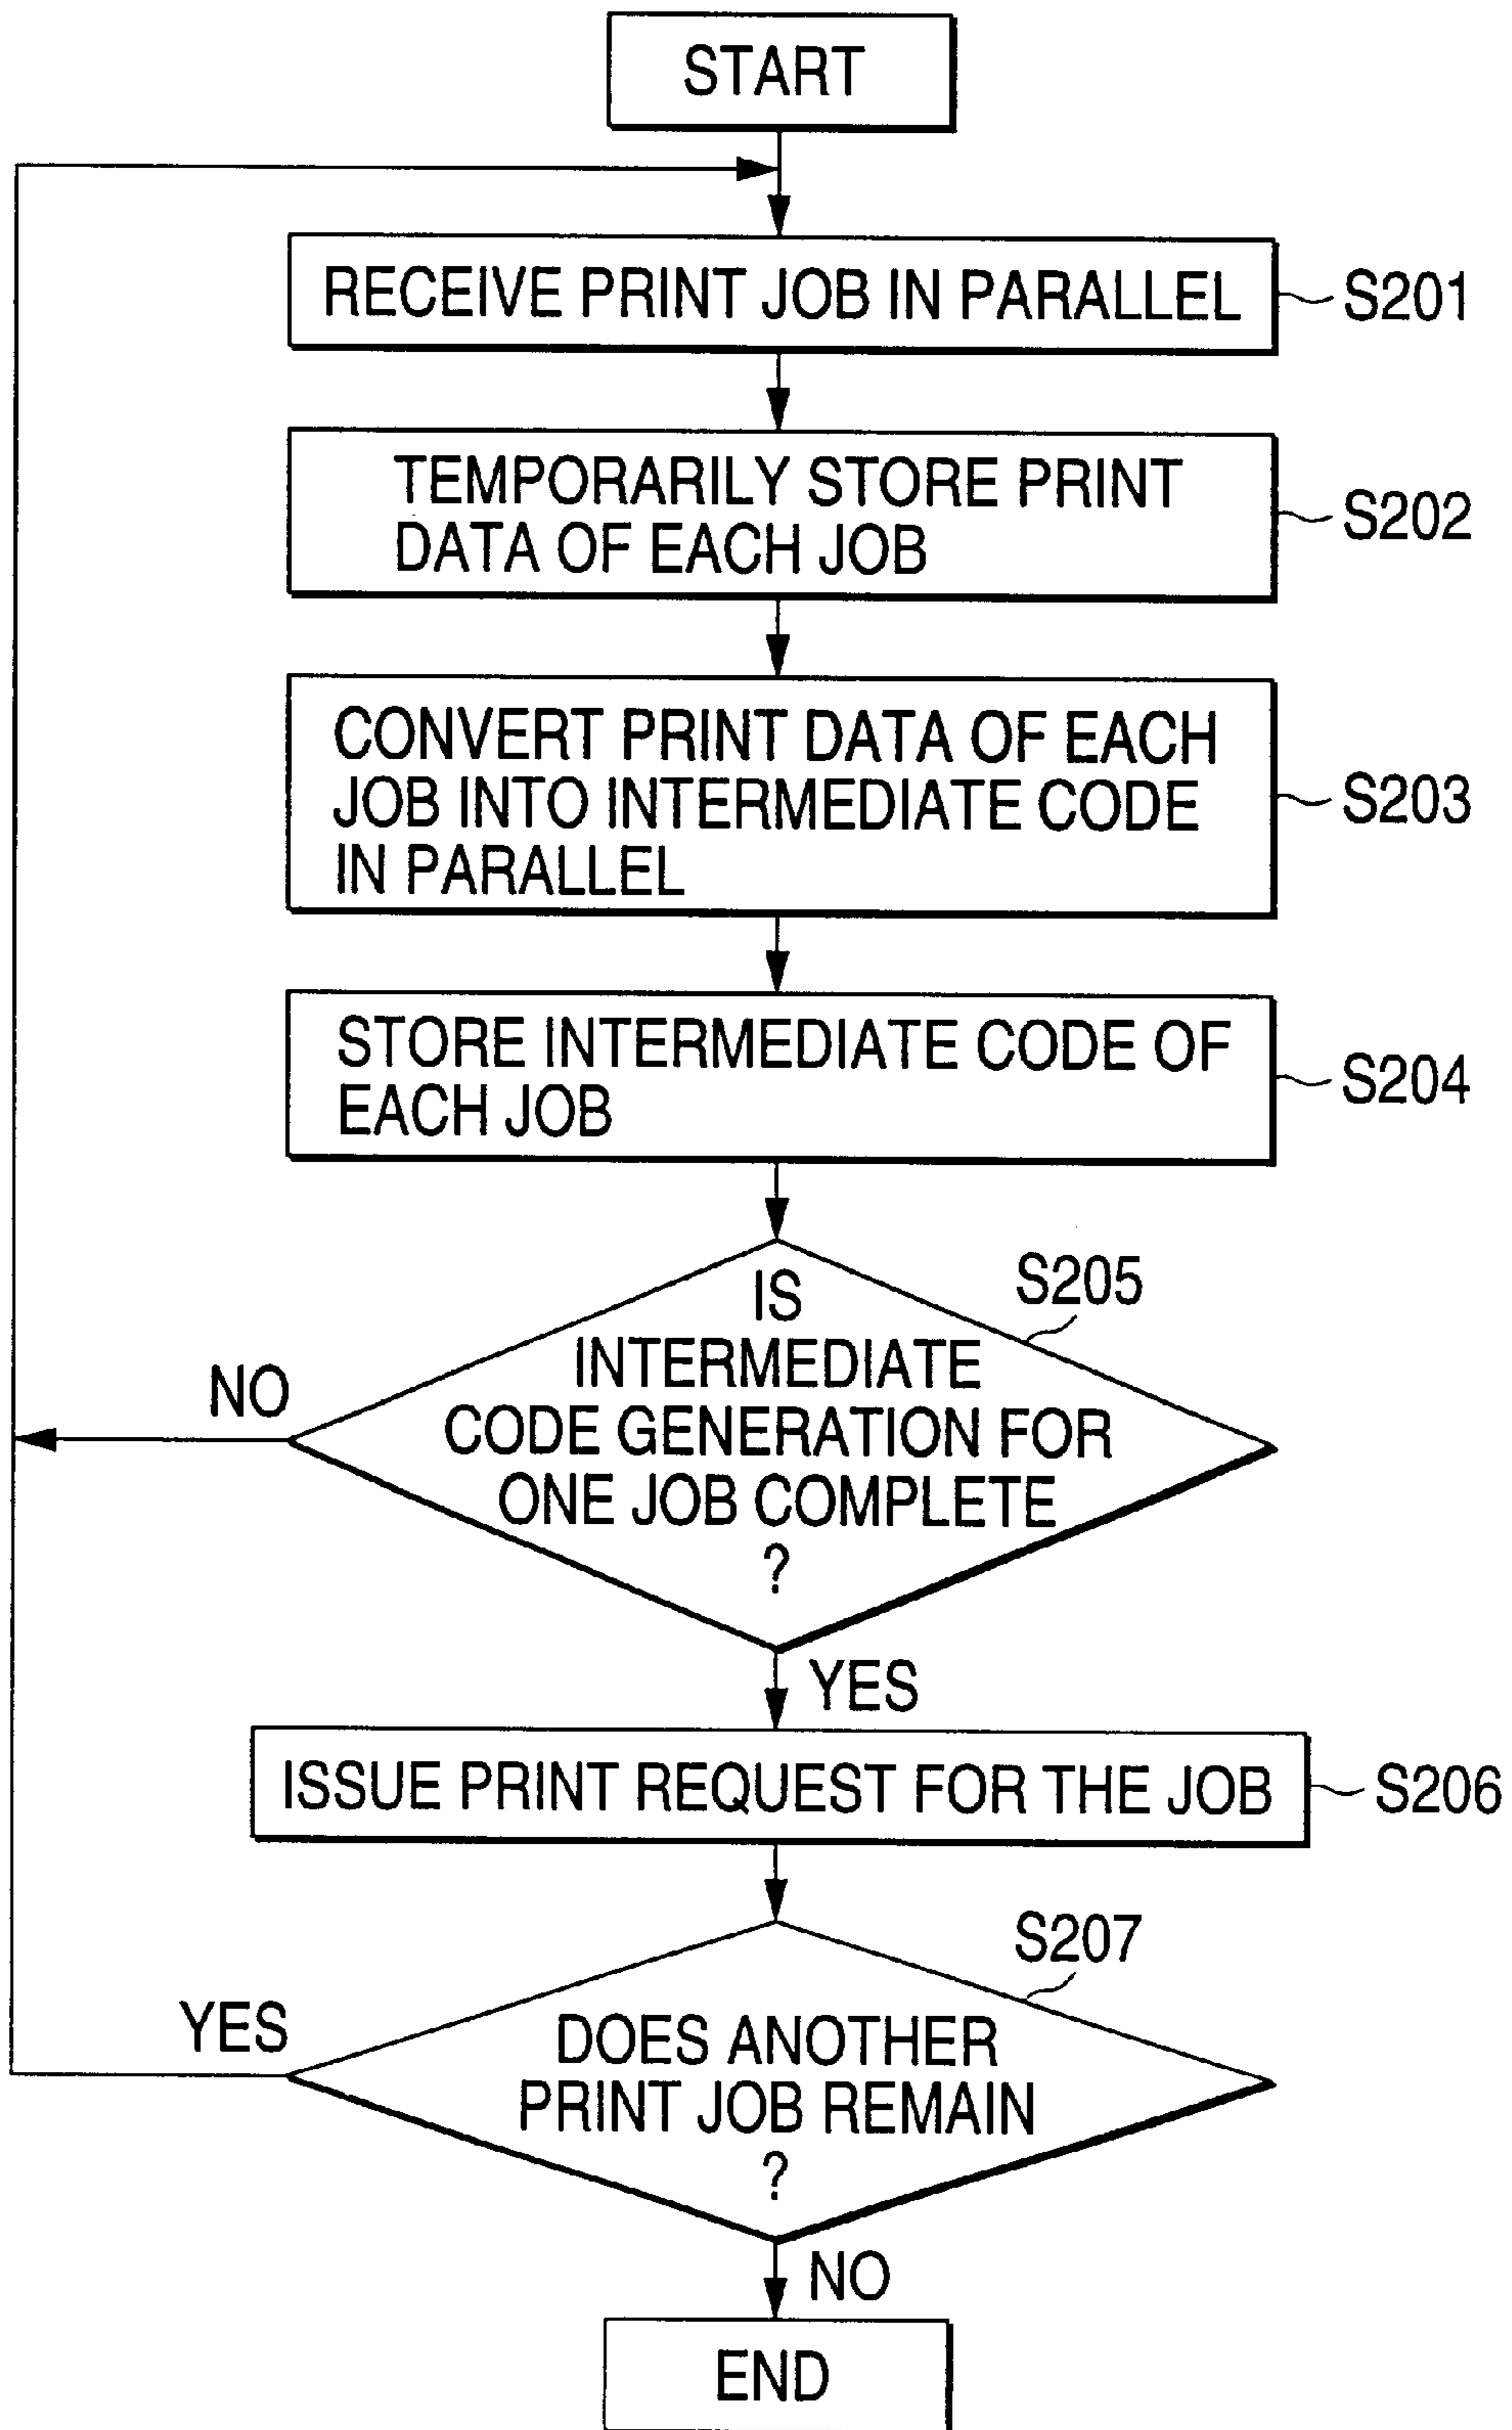 START
RECEIVE PRINT JOB IN PARALLEL
S201
TEMPORARILY STORE PRINT
DATA OF EACH JOB
S202
CONVERT PRINT DATA OF EACH
JOB INTO INTERMEDIATE CODE
IN PARALLEL
S203
STORE INTERMEDIATE CODE OF
EACH JOB
S204
S205
IS
INTERMEDIATE
CODE GENERATION FOR
ONE JOB COMPLETE
?
NO
YES
ISSUE PRINT REQUEST FOR THE JOB
S206
S207
DOES ANOTHER
PRINT JOB REMAIN
?
YES
NO
END